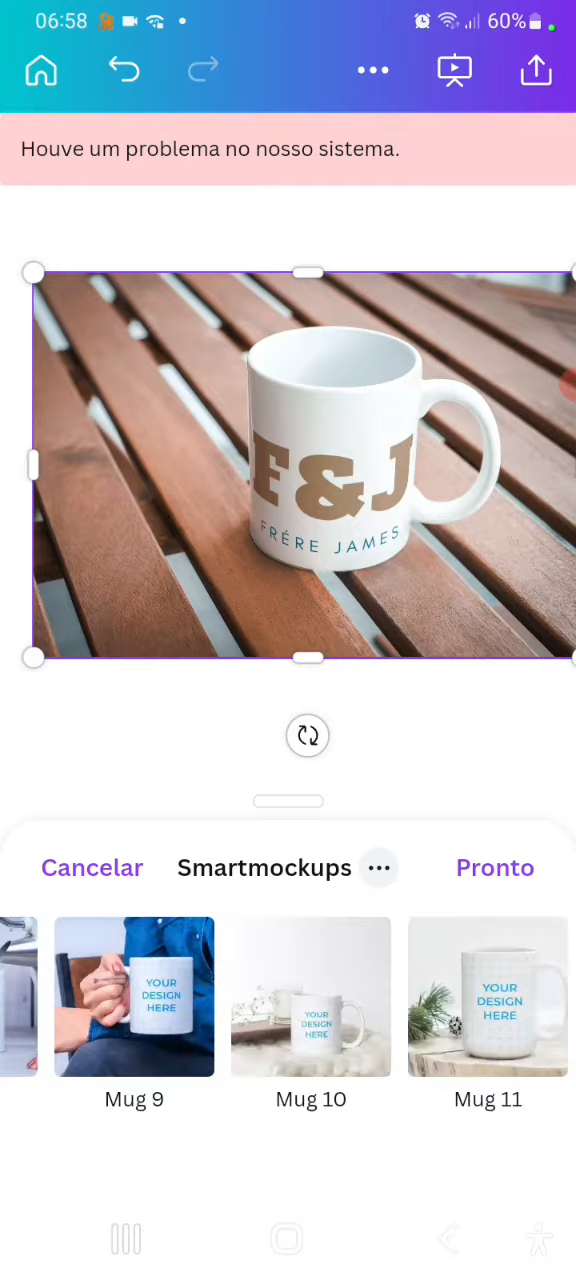 06:58
60%
Houve um problema no nosso sistema.
F&J
FRÉRE JAMES
Cancelar
Smartmockups
Pronto
YOUR
DESIGN
HERE
YOUR
DESIGN
HERE
YOUR
DESIGN
HERE
Mug 9
Mug 10
Mug 11